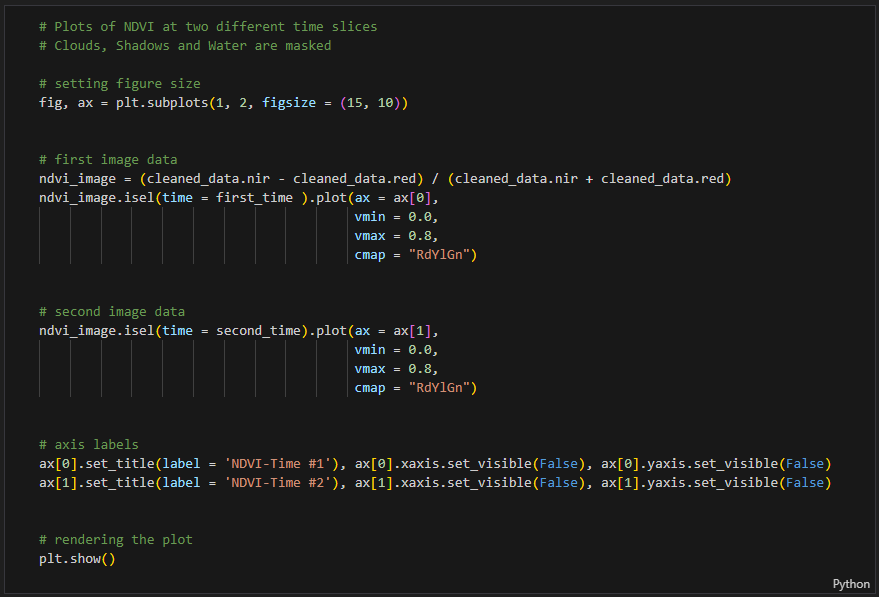 # Plots of NDVI at two different time slices
# Clouds, Shadows and Water are masked
# setting figure size
fig, ax = plt.subplots(1, 2, figsize = (15, 10))
# first image data
ndvi_image = (cleaned_data.nir - cleaned_data.red) / (cleaned_data.nir + cleaned_data.red)
ndvi_image.isel(time = first_time ).plot(ax = ax[0],
vmin = 0.0,
vmax = 0.8,
cmap = "RdYlGn")
# second image data
ndvi_image.isel(time = second_time).plot(ax = ax[1],
vmin = 0.0,
vmax = 0.8,
cmap = "RdYlGn")
# axis labels
ax[0].set_title(label = 'NDVI-Time #1'), ax[0].xaxis.set_visible(False), ax[0].yaxis.set_visible(False)
ax[1].set_title(label = 'NDVI-Time #2'), ax[1].xaxis.set_visible(False), ax[1].yaxis.set_visible(False)
# rendering the plot
plt.show()
Python